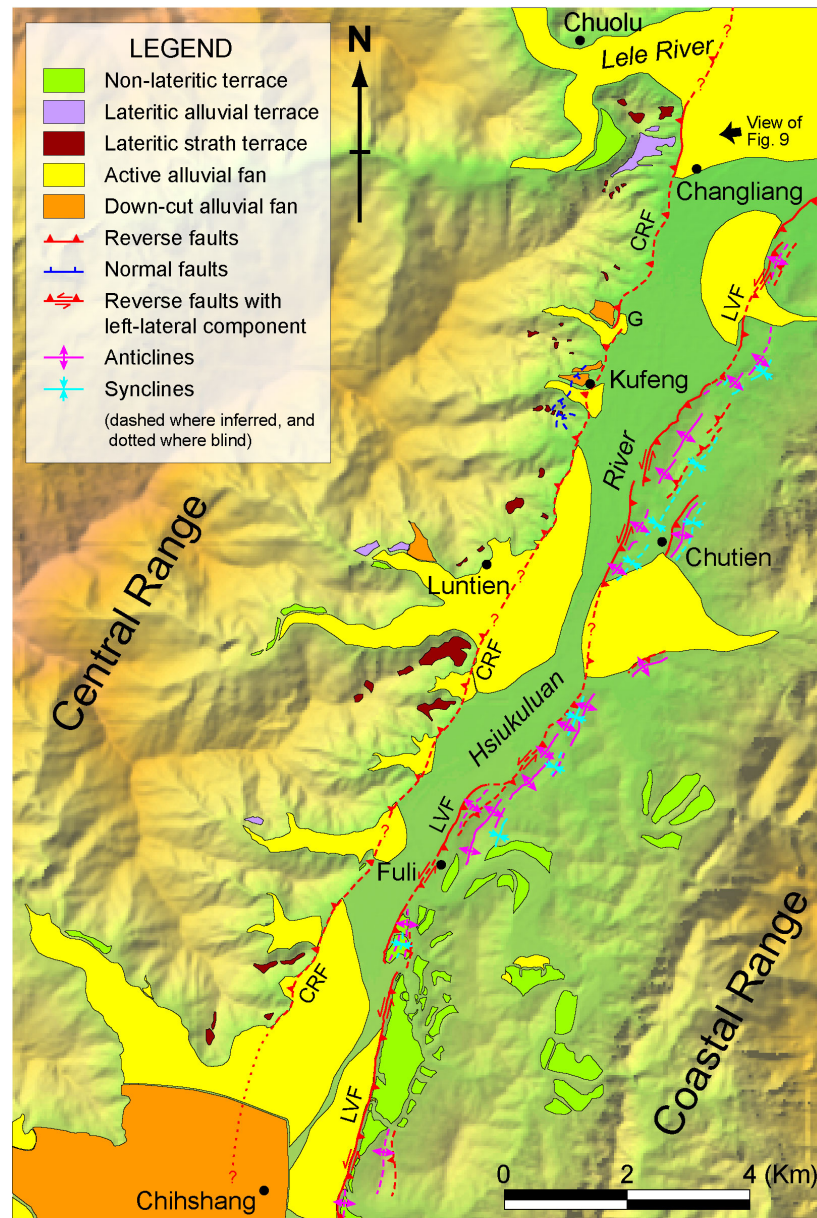 LEGEND
Non-lateritic terrace
Lateritic alluvial terrace
Lateritic strath terrace
Active alluvial fan
Down-cut alluvial fan
Reverse faults
Normal faults
Reverse faults with
left-lateral component
Anticlines
Synclines
(dashed where inferred, and
dotted where blind)
N
Chuolu
Lele River
?
View of
Fig. 9
Changliang
CRF
LVF
G
Kufeng
River
Chutien
Luntien
?
?
Central Range
CRF
Hsiukuluan
?
LVF
Fuli
CRF
Coastal Range
LVF
?
Chihshang
0 2 4 (Km)